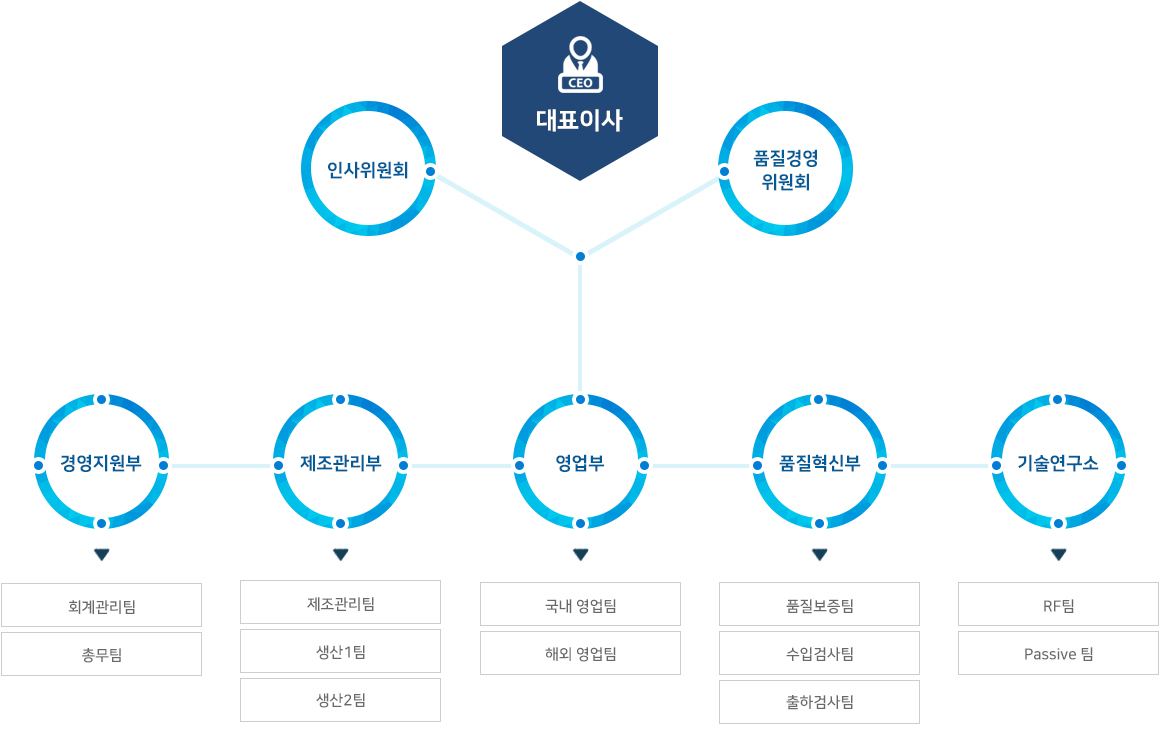 CEO
대표이사
인사위원회
품질경영
위원회
경영지원부
제조관리부
영업부
품질혁신부
기술연구소
회계관리팀
총무팀
제조관리팀
생산1팀
생산2팀
국내 영업팀
해외 영업팀
품질보증팀
수입검사팀
출하검사팀
RF팀
Passive 팀